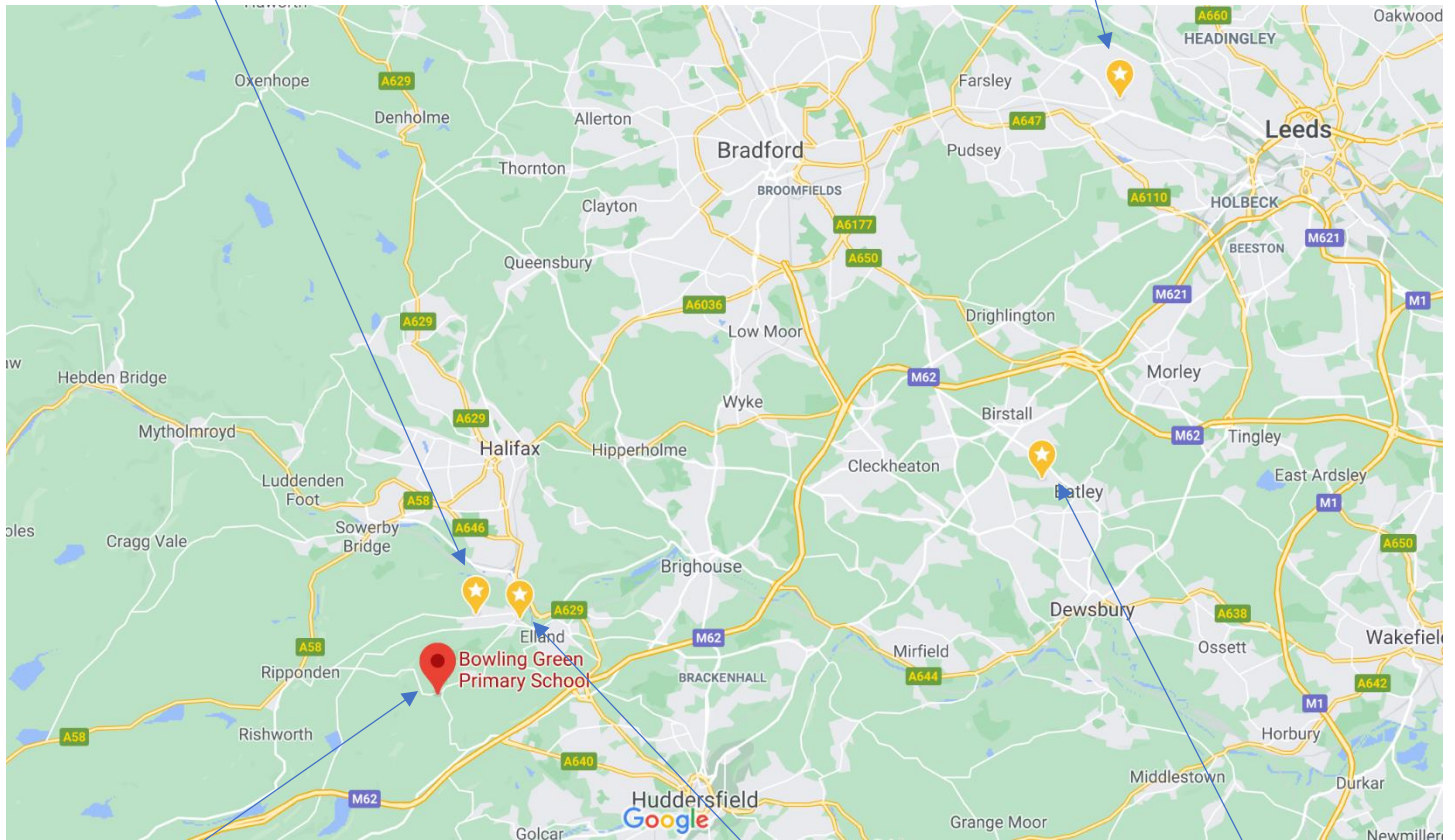 Haworth
A660
Oakwood
HEADINGLEY
Oxenhope
A629
Farsley
Denholme
Allerton
A647
Leeds
Bradford
Pudsey
Thornton
BROOMFIELDS
A6110
HOLBECK
Clayton
A6177
M621
BEESTON
Queensbury
A650
M621
A6036
M1
Drighlington
A629
Low Moor
Hebden Bridge
M62
Morley
Wyke
Birstall
A629
Mytholmroyd
M62
Tingley
Halifax
Hipperholme
Cleckheaton
East Ardsley
Luddenden
Foot
Batley
A58
M1
Sowerby
Bridge
A646
Cragg Vale
A650
Brighouse
A629
Dewsbury
A638
Elland
M62
Wakefield
A58
Mirfield
Ossett
Bowling Green
Primary School
Ripponden
BRACKENHALL
A644
A642
M1
Rishworth
A58
Horbury
A640
Middlestown
Durkar
M62
Huddersfield
Google
Grange Moor
Golcar